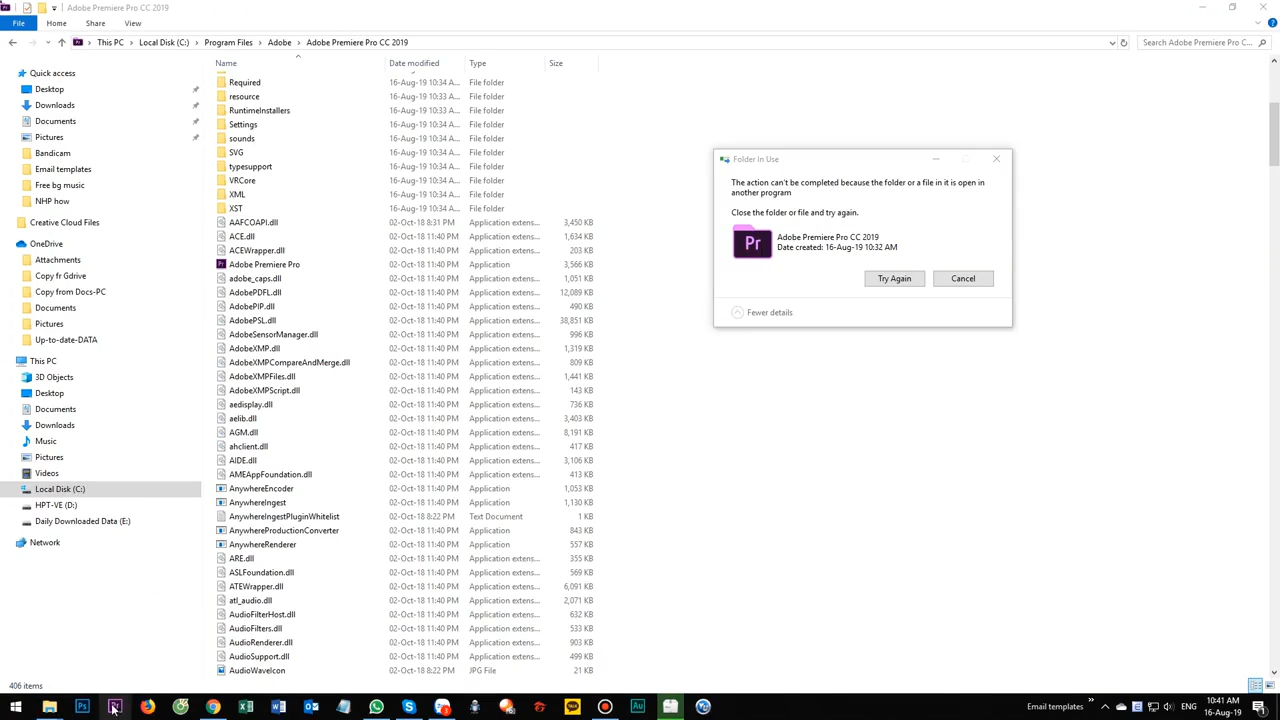 Adobe Premiere Pro CC 2019
File Home Share View
This PC Local Disk (C:) Program Files Adobe Adobe Premiere Pro CC 2019 Search Adobe Premiere Pro C...
Name Date modified Type Size
Quick access
Desktop
Downloads
Documents
Pictures
Bandicam
Email templates
Free bg music
NHP how
Creative Cloud Files
OneDrive
Attachments
Copy fr Gdrive
Copy from Docs-PC
Documents
Pictures
Up-to-date-DATA
This PC
3D Objects
Desktop
Documents
Downloads
Music
Pictures
Videos
Local Disk (C:)
HPT-VE (D:)
Daily Downloaded Data (E:)
Network
Required 16-Aug-19 10:34 A... File folder
resource 16-Aug-19 10:33 A... File folder
RuntimeInstallers 16-Aug-19 10:34 A... File folder
Settings 16-Aug-19 10:34 A... File folder
sounds 16-Aug-19 10:34 A... File folder
SVG 16-Aug-19 10:34 A... File folder
typesupport 16-Aug-19 10:34 A... File folder
VRCore 16-Aug-19 10:34 A... File folder
XML 16-Aug-19 10:34 A... File folder
XST 16-Aug-19 10:34 A... File folder
AAFCOAPI.dll 02-Oct-18 8:31 PM Application extens... 3,450 KB
ACE.dll 02-Oct-18 11:40 PM Application extens... 1,634 KB
ACEWrapper.dll 02-Oct-18 11:40 PM Application extens... 203 KB
Adobe Premiere Pro 02-Oct-18 11:40 PM Application 3,566 KB
adobe_caps.dll 02-Oct-18 11:40 PM Application extens... 1,051 KB
AdobePDFL.dll 02-Oct-18 11:40 PM Application extens... 12,089 KB
AdobePIP.dll 02-Oct-18 11:40 PM Application extens... 490 KB
AdobePSL.dll 02-Oct-18 11:40 PM Application extens... 38,851 KB
AdobeSensorManager.dll 02-Oct-18 11:40 PM Application extens... 996 KB
AdobeXMP.dll 02-Oct-18 11:40 PM Application extens... 1,319 KB
AdobeXMPCompareAndMerge.dll 02-Oct-18 11:40 PM Application extens... 809 KB
AdobeXMPFiles.dll 02-Oct-18 11:40 PM Application extens... 1,441 KB
AdobeXMPScript.dll 02-Oct-18 11:40 PM Application extens... 143 KB
aedisplay.dll 02-Oct-18 11:40 PM Application extens... 736 KB
aelib.dll 02-Oct-18 11:40 PM Application extens... 3,403 KB
AGM.dll 02-Oct-18 11:40 PM Application extens... 8,191 KB
ahclient.dll 02-Oct-18 11:40 PM Application extens... 417 KB
AIDE.dll 02-Oct-18 11:40 PM Application extens... 3,106 KB
AMEAppFoundation.dll 02-Oct-18 11:40 PM Application extens... 413 KB
AnywhereEncoder 02-Oct-18 11:40 PM Application 1,053 KB
AnywhereIngest 02-Oct-18 11:40 PM Application 1,130 KB
AnywhereIngestPluginWhitelist 02-Oct-18 8:22 PM Text Document 1 KB
AnywhereProductionConverter 02-Oct-18 11:40 PM Application 843 KB
AnywhereRenderer 02-Oct-18 11:40 PM Application 557 KB
ARE.dll 02-Oct-18 11:40 PM Application extens... 355 KB
ASLFoundation.dll 02-Oct-18 11:40 PM Application extens... 569 KB
ATEWrapper.dll 02-Oct-18 11:40 PM Application extens... 6,091 KB
atl_audio.dll 02-Oct-18 11:40 PM Application extens... 2,071 KB
AudioFilterHost.dll 02-Oct-18 11:40 PM Application extens... 632 KB
AudioFilters.dll 02-Oct-18 11:40 PM Application extens... 533 KB
AudioRenderer.dll 02-Oct-18 11:40 PM Application extens... 903 KB
AudioSupport.dll 02-Oct-18 11:40 PM Application extens... 499 KB
AudioWaveIcon 02-Oct-18 8:22 PM JPG File 21 KB
Folder In Use
The action can't be completed because the folder or a file in it is open in
another program
Close the folder or file and try again.
Pr
Adobe Premiere Pro CC 2019
Date created: 16-Aug-19 10:32 AM
Try Again Cancel
Fewer details
406 items
Ps Au Email templates ENG
10:41 AM
16-Aug-19